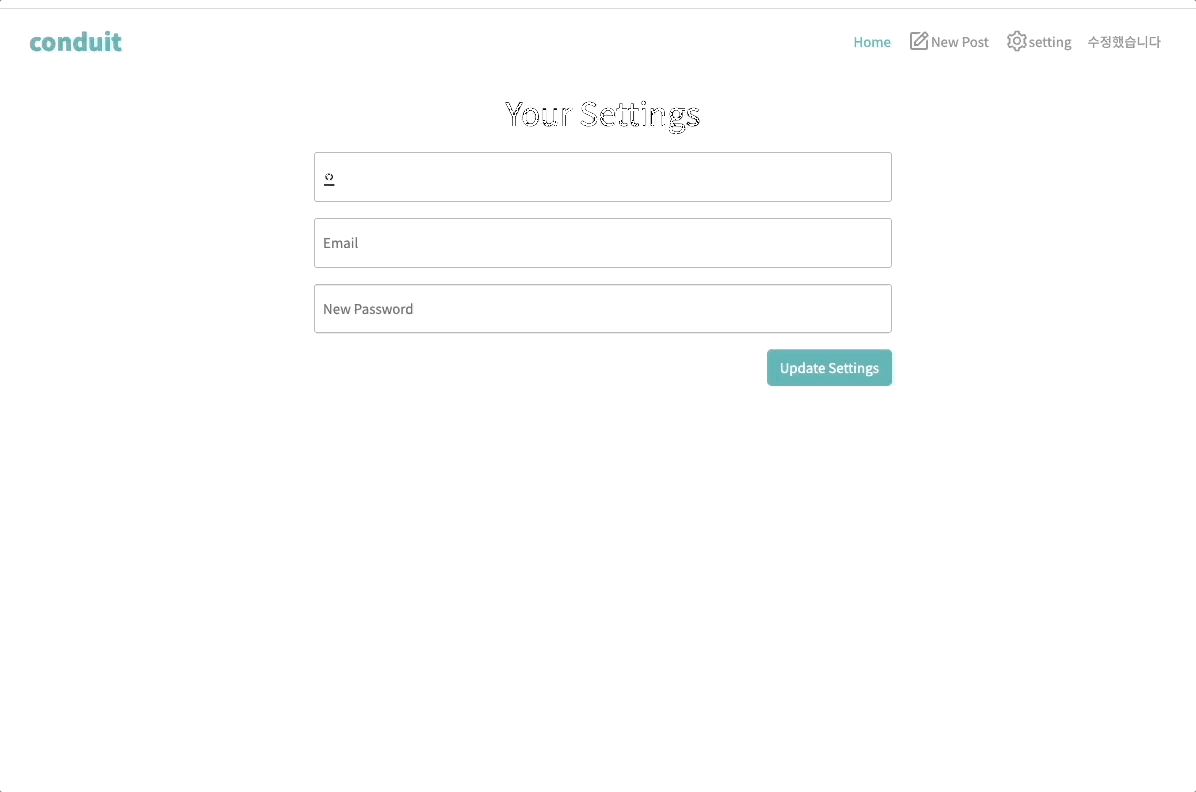 conduit
Home New Post setting 수정했습니다
Your Settings
ㅇ
Email
New Password
Update Settings